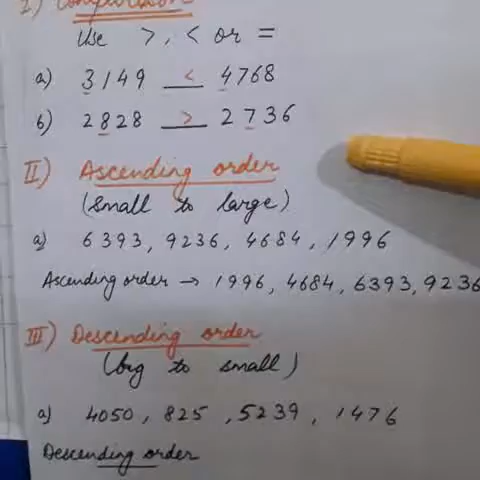 I) Comparison
Use >, < or =
a) 3149 < 4768
b) 2828 > 2736
II) Ascending order
(small to large)
a) 6393, 9236, 4684, 1996
Ascending order → 1996, 4684, 6393, 9236
III) Descending order
(big to small)
a) 4050, 825, 5239, 1476
Descending order